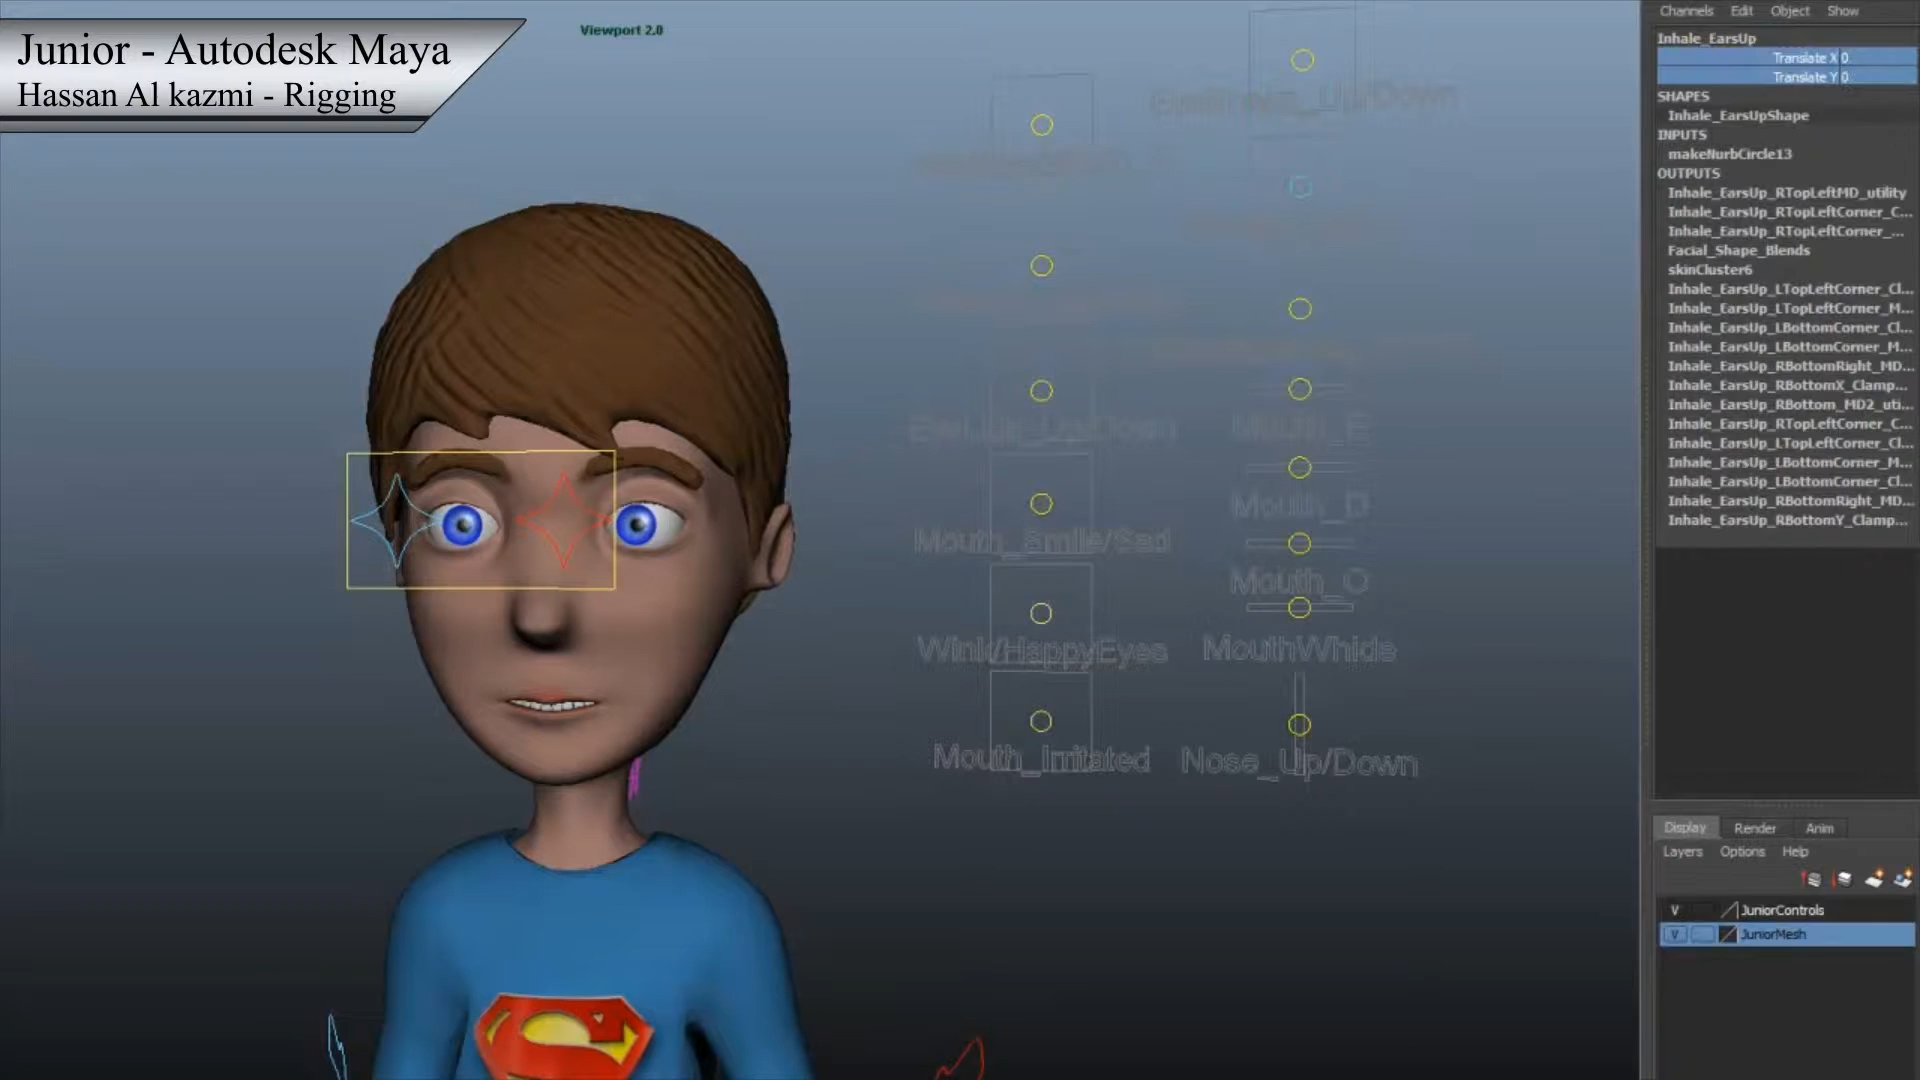 Junior - Autodesk Maya
Hassan Al kazmi - Rigging
Viewport 2.0
Mouth_E
Mouth_Smile/Sad
Mouth_D
Mouth_O
Wink/HappyEyes
MouthWhide
Mouth_Irritated
Nose_Up/Down
Channels Edit Object Show
Inhale_EarsUp
Translate X 0
Translate Y 0
SHAPES
Inhale_EarsUpShape
INPUTS
makeNurbCircle13
OUTPUTS
Inhale_EarsUp_RTopLeftMD_utility
Inhale_EarsUp_RTopLeftCorner_C...
Inhale_EarsUp_RTopLeftCorner_...
Facial_Shape_Blends
skinCluster6
Inhale_EarsUp_LTopLeftCorner_Cl...
Inhale_EarsUp_LTopLeftCorner_M...
Inhale_EarsUp_LBottomCorner_Cl...
Inhale_EarsUp_LBottomCorner_M...
Inhale_EarsUp_RBottomRight_MD...
Inhale_EarsUp_RBottomX_Clamp...
Inhale_EarsUp_RBottom_MD2_uti...
Inhale_EarsUp_RTopLeftCorner_C...
Inhale_EarsUp_LTopLeftCorner_Cl...
Inhale_EarsUp_LBottomCorner_M...
Inhale_EarsUp_LBottomCorner_Cl...
Inhale_EarsUp_RBottomRight_MD...
Inhale_EarsUp_RBottomY_Clamp...
Display Render Anim
Layers Options Help
V JuniorControls
V JuniorMesh